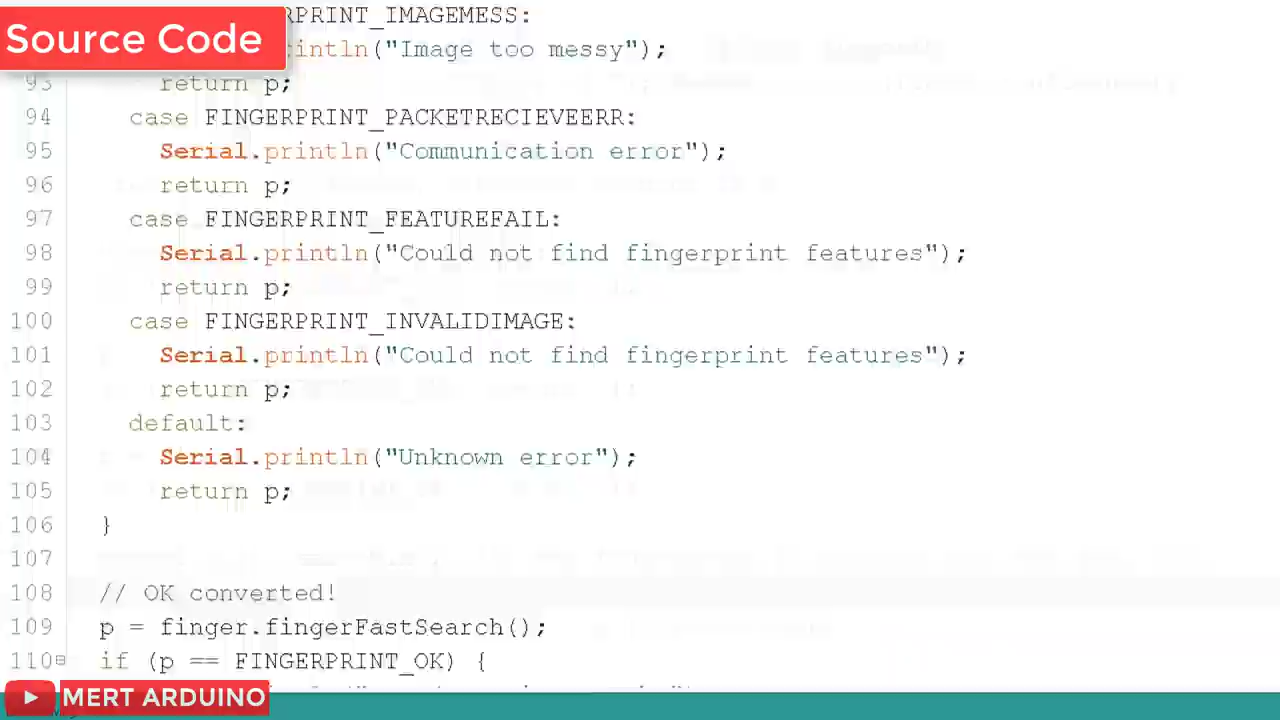 Source Code
RPRINT_IMAGEMESS:
intln("Image too messy");
93 return p;
94 case FINGERPRINT_PACKETRECIEVEERR:
95 Serial.println("Communication error");
96 return p;
97 case FINGERPRINT_FEATUREFAIL:
98 Serial.println("Could not find fingerprint features");
99 return p;
100 case FINGERPRINT_INVALIDIMAGE:
101 Serial.println("Could not find fingerprint features");
102 return p;
103 default:
104 Serial.println("Unknown error");
105 return p;
106 }
107
108 // OK converted!
109 p = finger.fingerFastSearch();
110 if (p == FINGERPRINT_OK) {
MERT ARDUINO